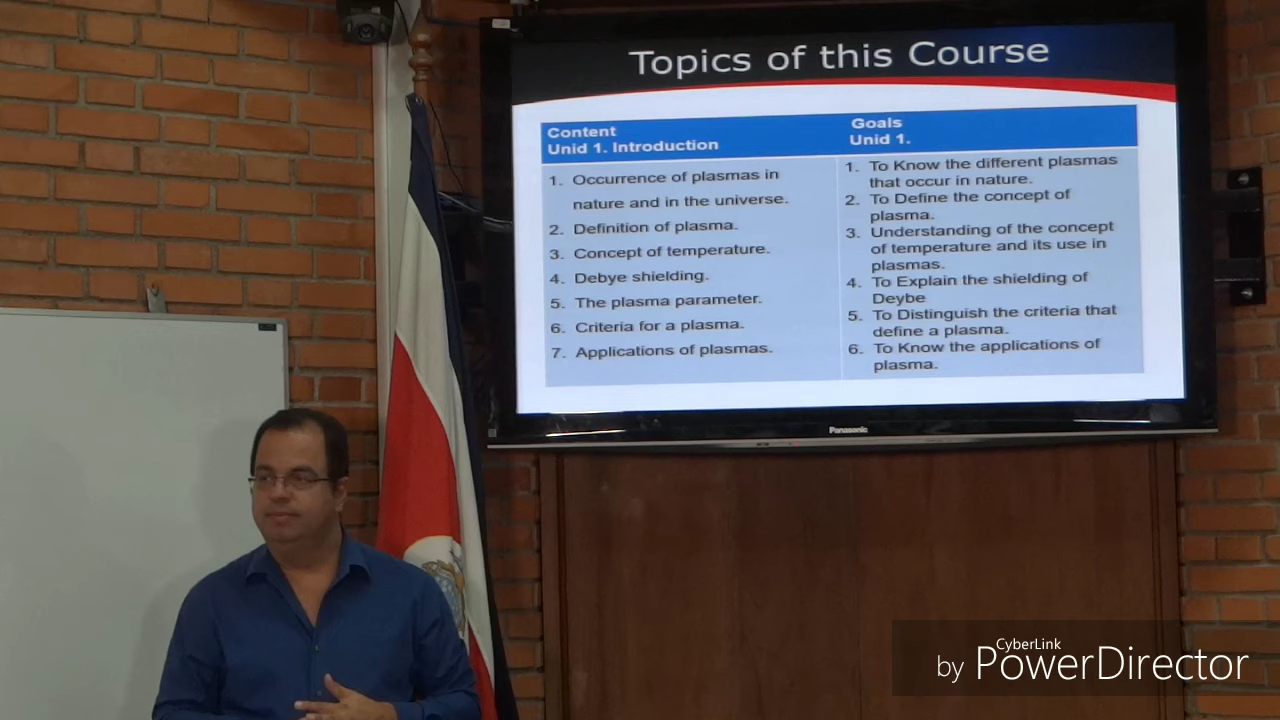 Topics of this Course
Content
Unid 1. Introduction
1. Occurrence of plasmas in
nature and in the universe.
2. Definition of plasma.
3. Concept of temperature.
4. Debye shielding.
5. The plasma parameter.
6. Criteria for a plasma.
7. Applications of plasmas.
Goals
Unid 1.
1. To Know the different plasmas
that occur in nature.
2. To Define the concept of
plasma.
3. Understanding of the concept
of temperature and its use in
plasmas.
4. To Explain the shielding of
Deybe
5. To Distinguish the criteria that
define a plasma.
6. To Know the applications of
plasma.
Panasonic
CyberLink
by PowerDirector